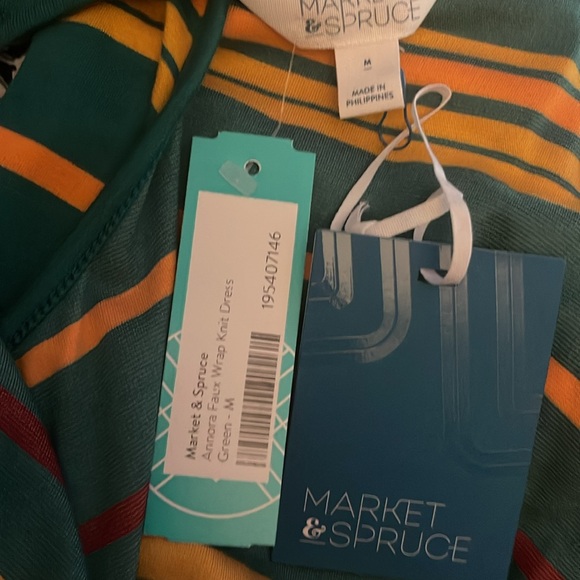 MARKET
&SPRUCE
M
MADE IN
PHILIPPINES
Market & Spruce
Annora Faux Wrap Knit Dress
Green - M
195407146
MARKET
&SPRUCE